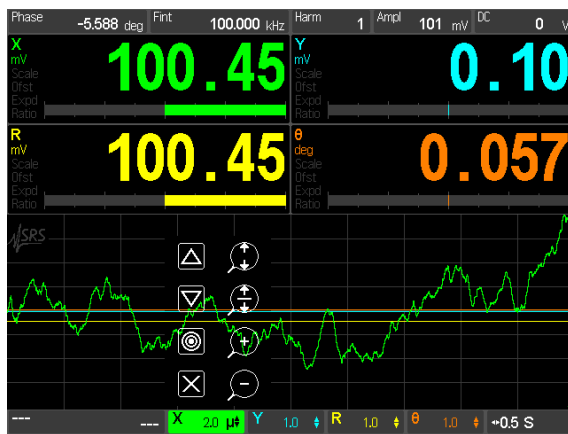 Phase -5.588 deg Fint 100.000 kHz Harm 1 Ampl 101 mV DC 0 V
X
mV 100.45
Scale
Ofst
Expd
Ratio
Y
mV 0.10
Scale
Ofst
Expd
Ratio
R
mV 100.45
Scale
Ofst
Expd
Ratio
θ
deg 0.057
Scale
Ofst
Expd
Ratio
SRS
--- --- X 2.0 µ Y 1.0 R 1.0 θ 1.0 0.5 S